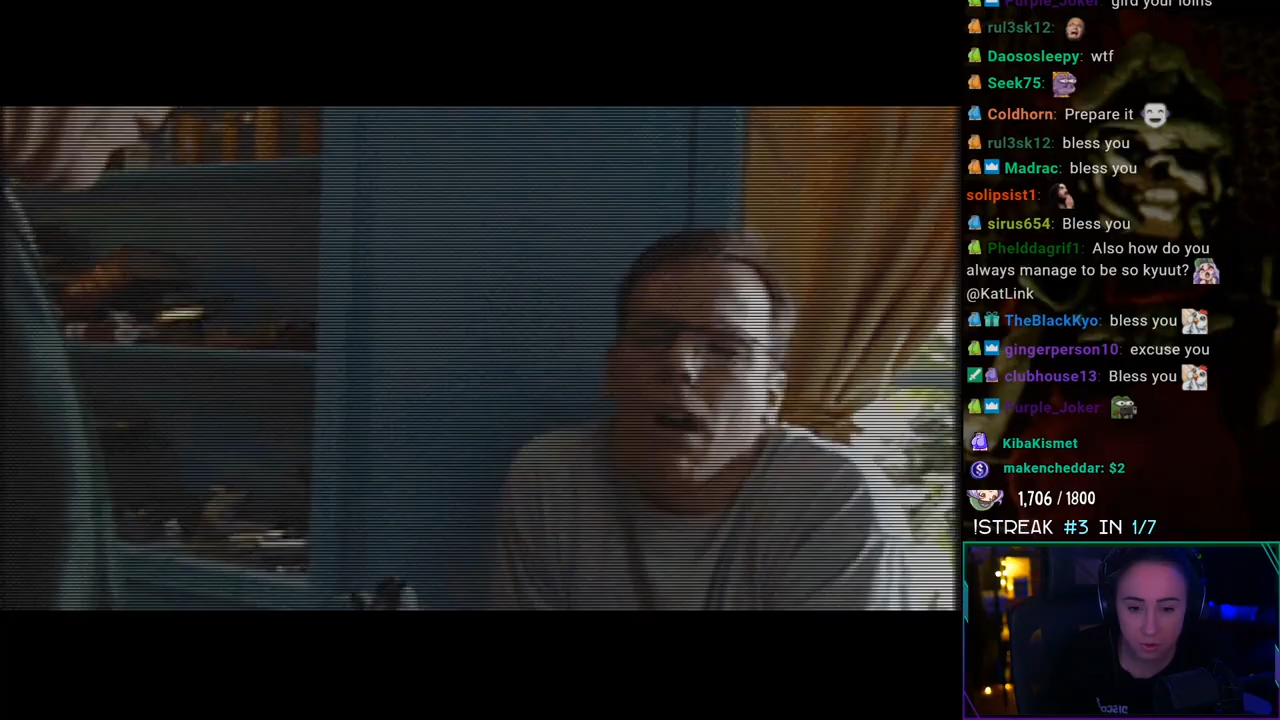 Purple_Joker: gird your loins
rul3sk12:
Daososleepy: wtf
Seek75:
Coldhorn: Prepare it
rul3sk12: bless you
Madrac: bless you
solipsist1:
sirus654: Bless you
Phelddagrif1: Also how do you
always manage to be so kyuut?
@KatLink
TheBlackKyo: bless you
gingerperson10: excuse you
clubhouse13: Bless you
Purple_Joker:
KibaKismet
makencheddar: $2
1,706 / 1800
!STREAK #3 IN 1/7